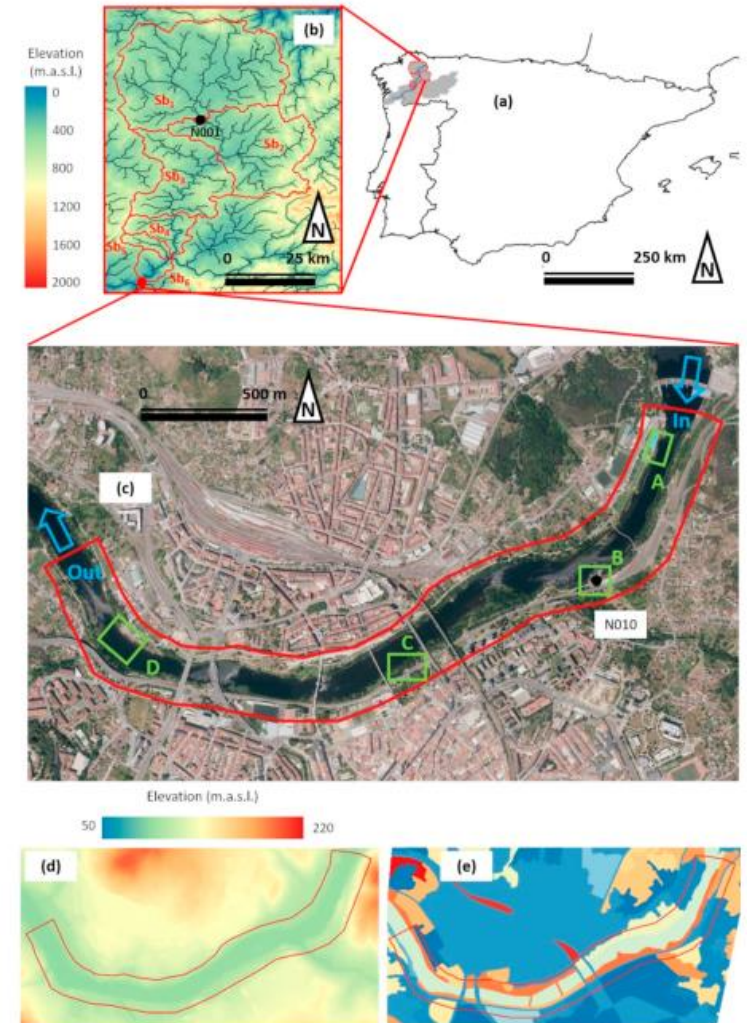 Elevation
(m.a.s.l.)
0
400
800
1200
1600
2000
(b)
Sb1
N001
Sb2
Sb3
Sb4
Sb5
Sb6
N
0 25 km
(a)
0 250 km
N
0 500 m
N
In
A
(c)
B
Out
N010
C
D
Elevation (m.a.s.l.)
50 220
(d)
(e)